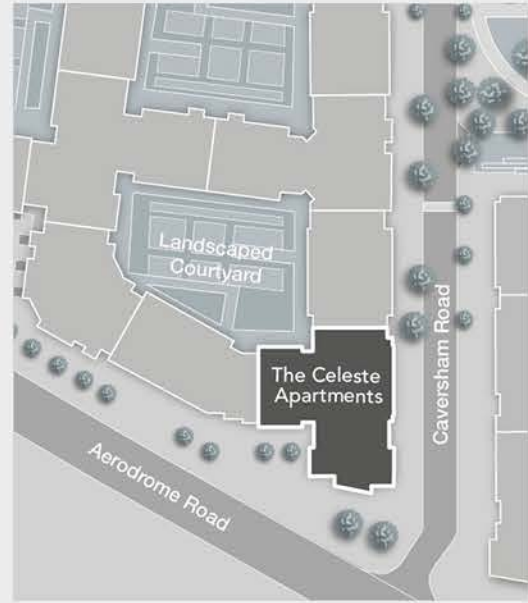 Landscaped
Courtyard
The Celeste
Apartments
Caversham Road
Aerodrome Road